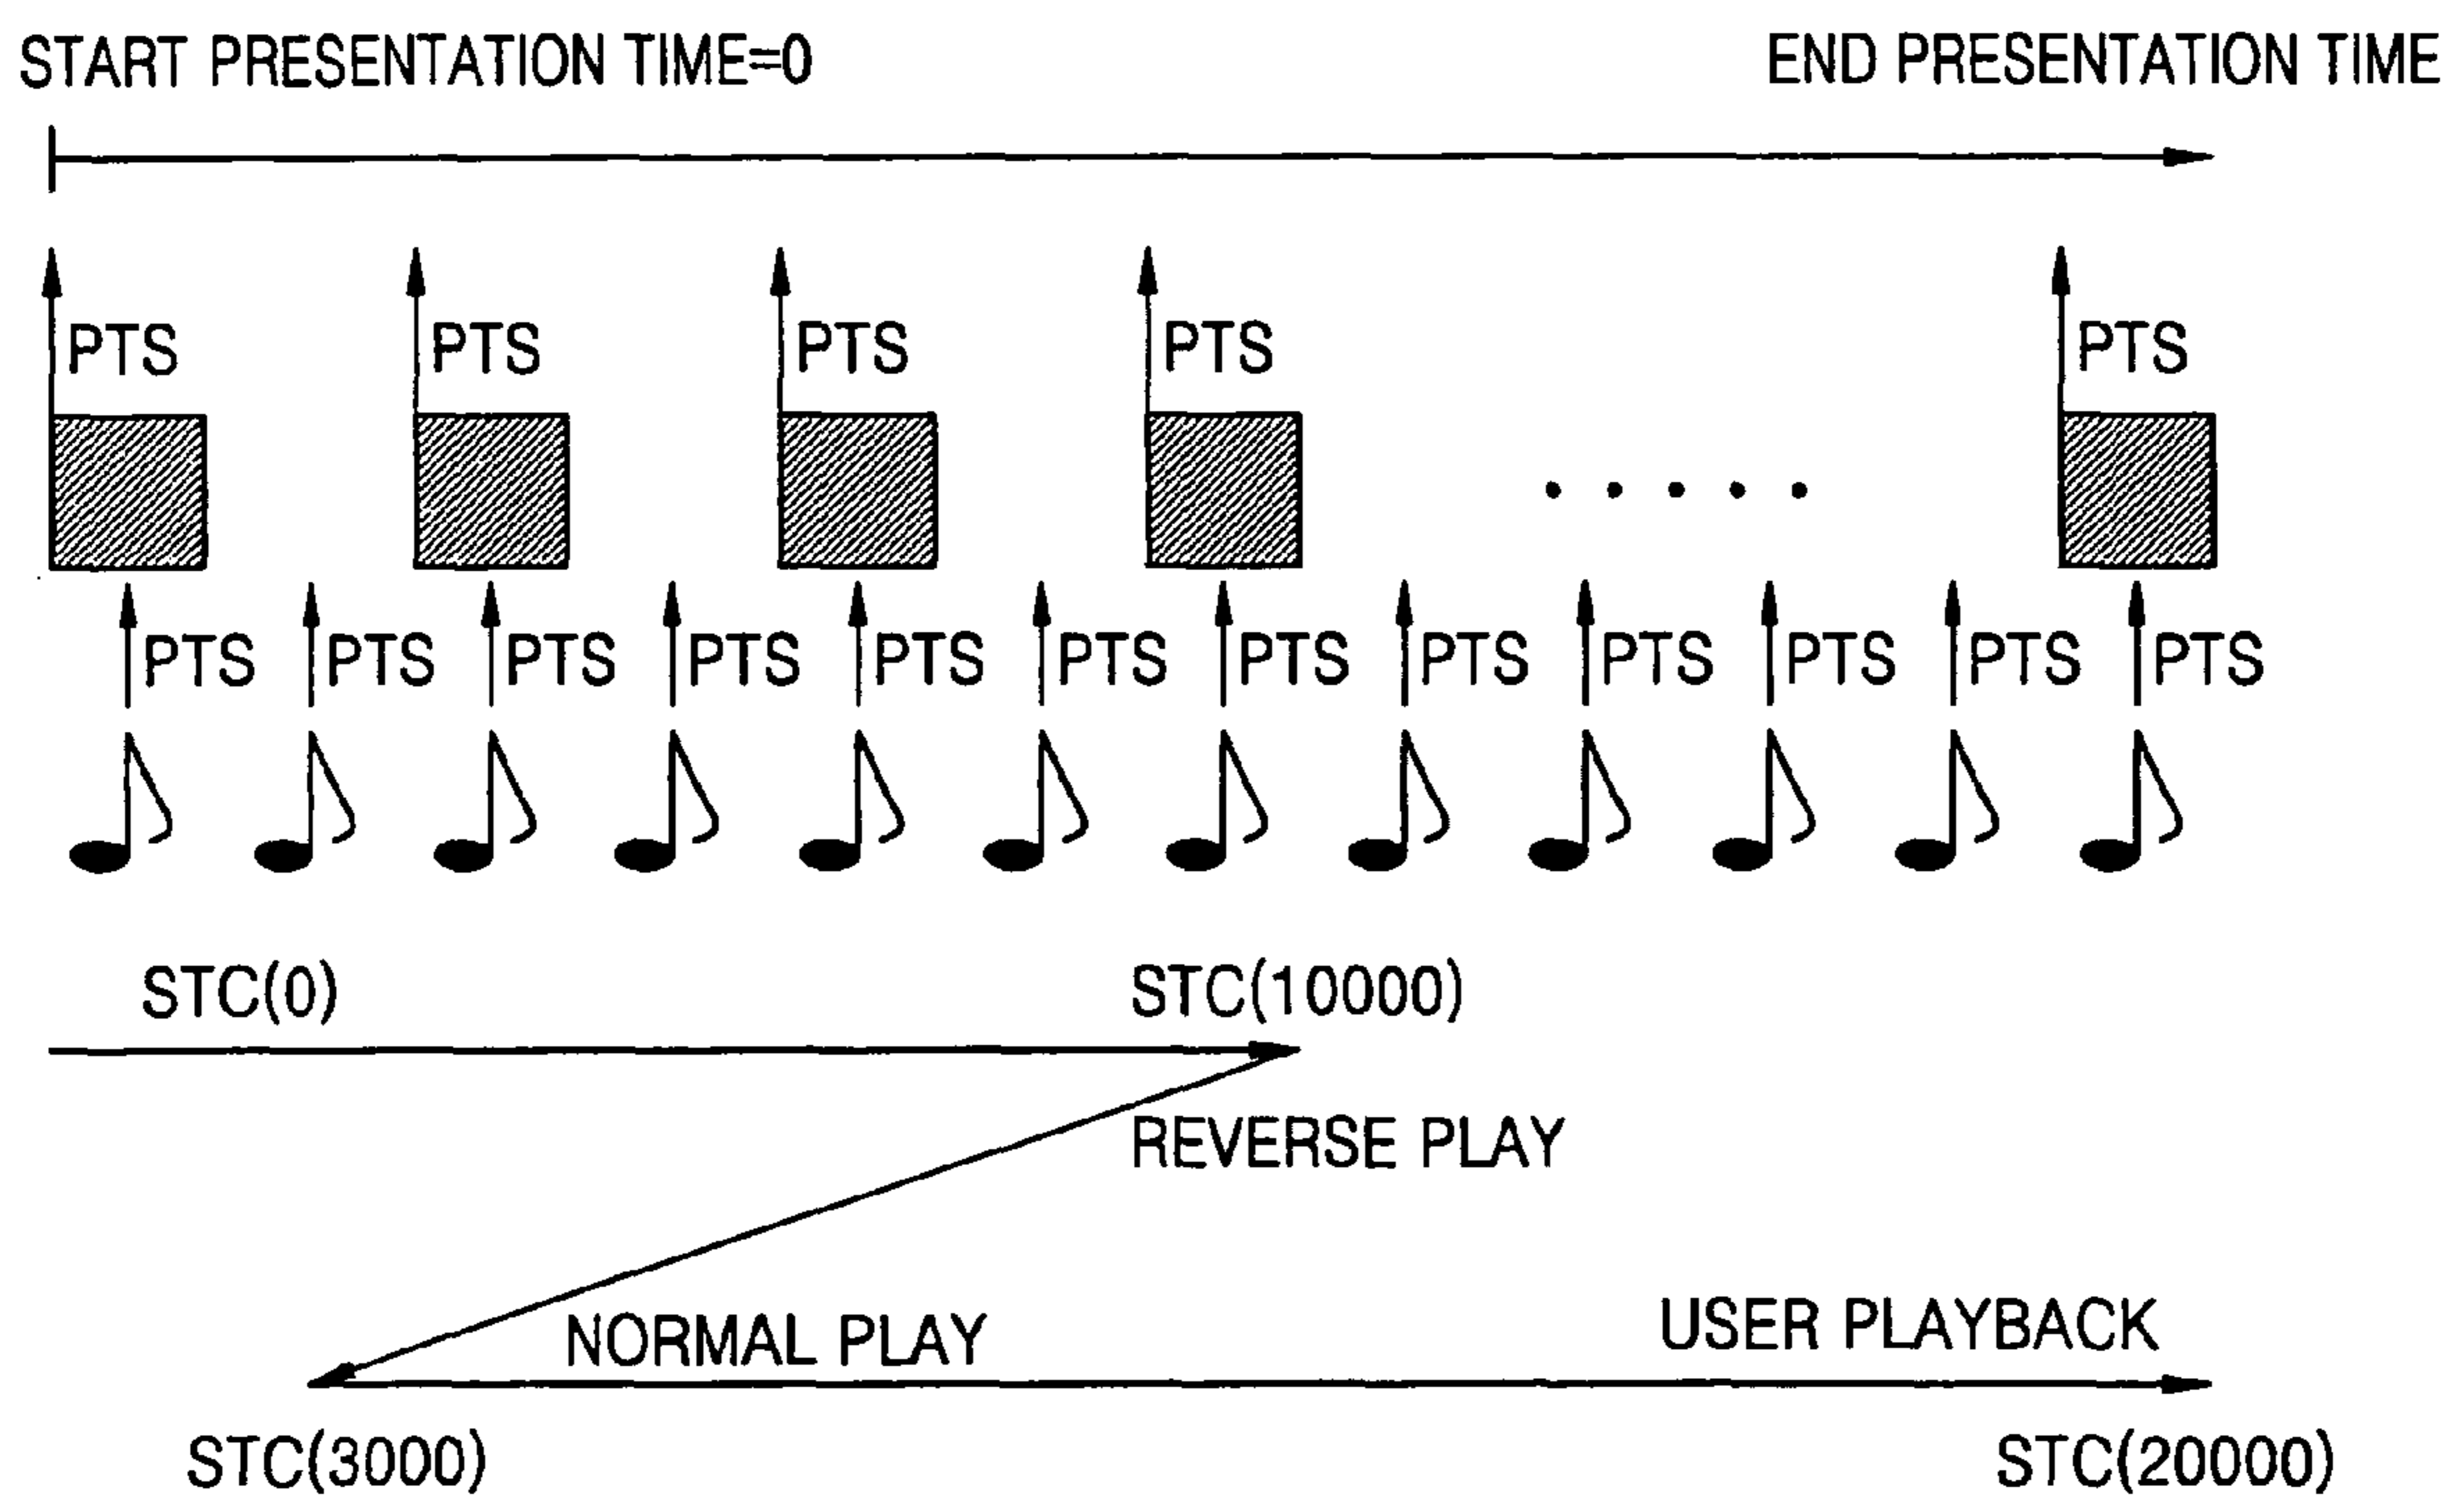 START PRESENTATION TIME=0 END PRESENTATION TIME
PTS PTS PTS PTS PTS
PTS PTS PTS PTS PTS PTS PTS PTS PTS PTS PTS PTS
STC(0) STC(10000)
REVERSE PLAY
NORMAL PLAY USER PLAYBACK
STC(3000) STC(20000)